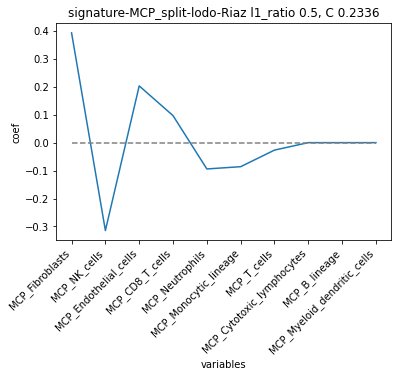 signature-MCP_split-lodo-Riaz l1_ratio 0.5, C 0.2336
coef
0.4
0.3
0.2
0.1
0.0
−0.1
−0.2
−0.3
MCP_Fibroblasts
MCP_NK_cells
MCP_Endothelial_cells
MCP_CD8_T_cells
MCP_Neutrophils
MCP_Monocytic_lineage
MCP_T_cells
MCP_Cytotoxic_lymphocytes
MCP_B_lineage
MCP_Myeloid_dendritic_cells
variables